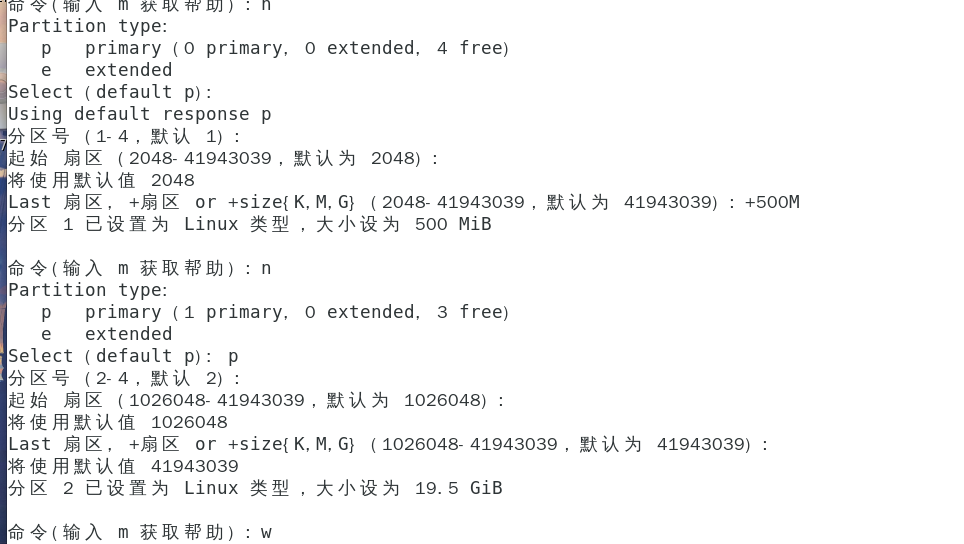 命令(输入 m 获取帮助)：n
Partition type:
   p   primary (0 primary, 0 extended, 4 free)
   e   extended
Select (default p):
Using default response p
分区号 (1-4，默认 1)：
起始 扇区 (2048-41943039，默认为 2048)：
将使用默认值 2048
Last 扇区, +扇区 or +size{K,M,G} (2048-41943039，默认为 41943039)：+500M
分区 1 已设置为 Linux 类型，大小设为 500 MiB
命令(输入 m 获取帮助)：n
Partition type:
   p   primary (1 primary, 0 extended, 3 free)
   e   extended
Select (default p): p
分区号 (2-4，默认 2)：
起始 扇区 (1026048-41943039，默认为 1026048)：
将使用默认值 1026048
Last 扇区, +扇区 or +size{K,M,G} (1026048-41943039，默认为 41943039)：
将使用默认值 41943039
分区 2 已设置为 Linux 类型，大小设为 19.5 GiB
命令(输入 m 获取帮助)：w